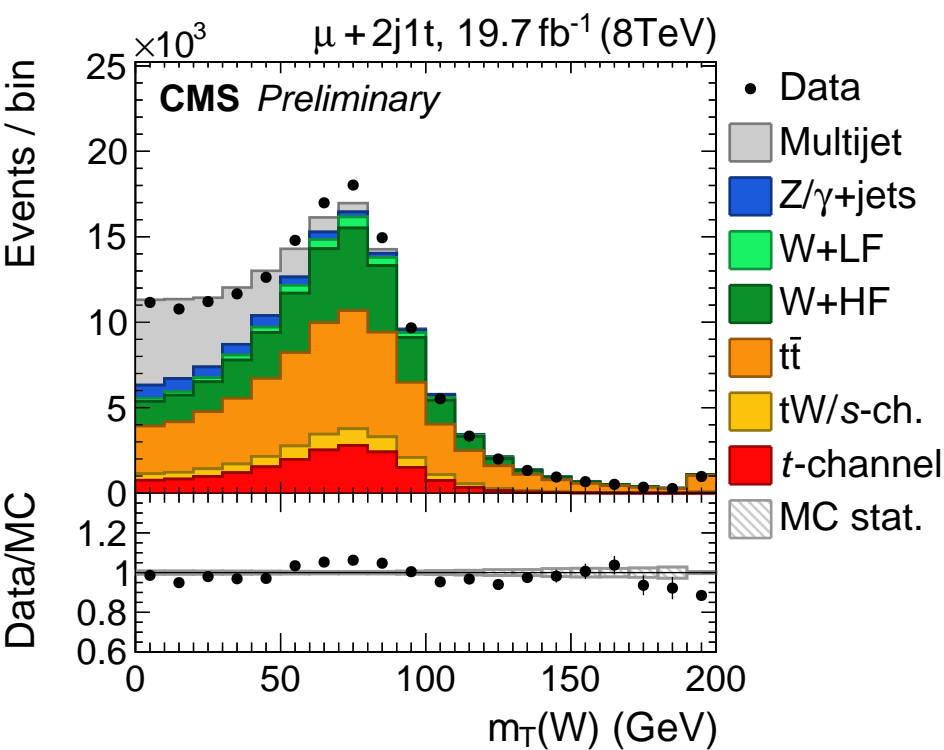 ×10³ μ + 2j1t, 19.7 fb⁻¹ (8TeV)
CMS Preliminary
Events / bin
25
20
15
10
5
0
Data
Multijet
Z/γ+jets
W+LF
W+HF
tt̄
tW/s-ch.
t-channel
MC stat.
Data/MC
1.2
1
0.8
0.6
0 50 100 150 200
m_T(W) (GeV)